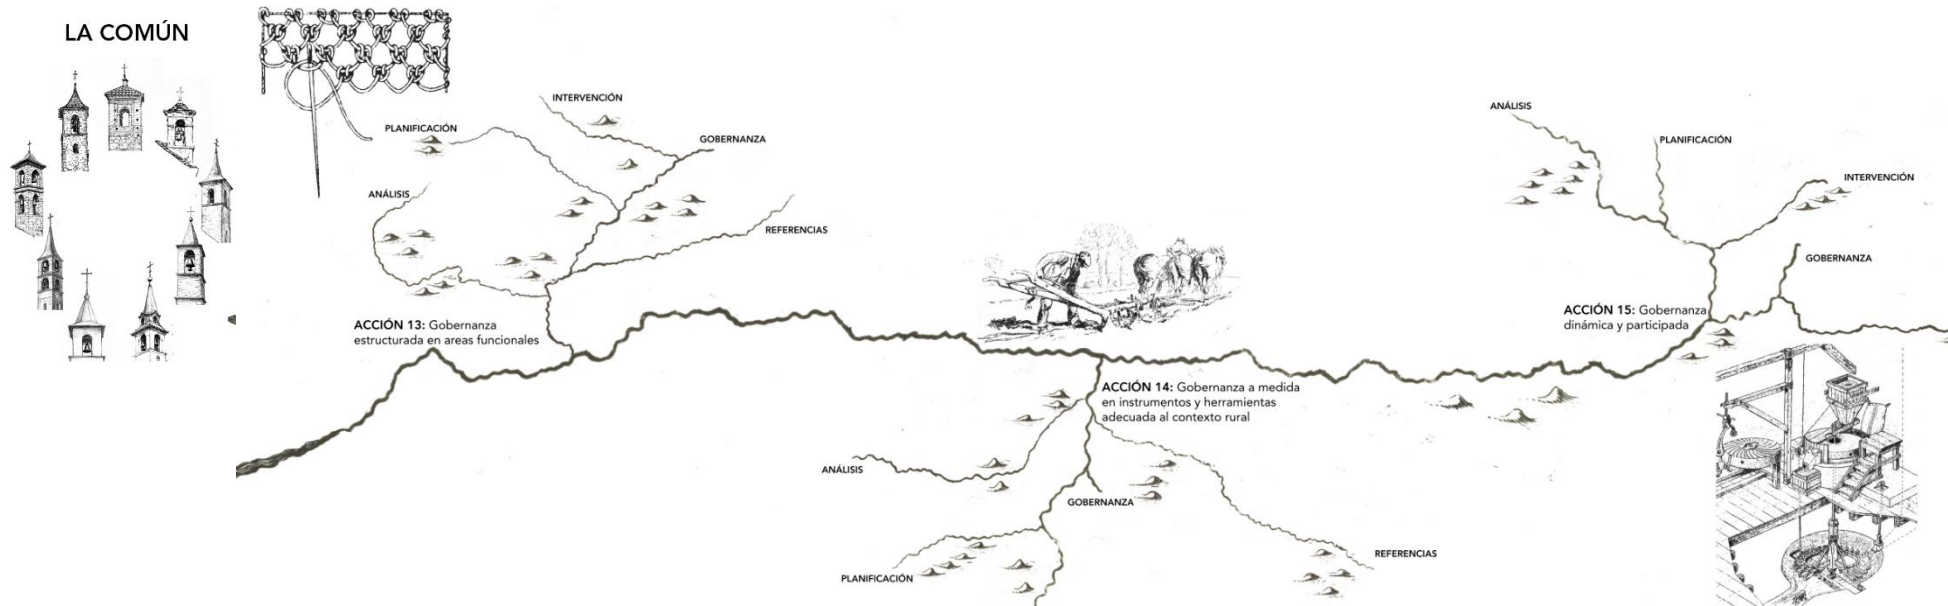 LA COMÚN
INTERVENCIÓN
PLANIFICACIÓN
GOBERNANZA
ANÁLISIS
REFERENCIAS
ACCIÓN 13: Gobernanza
estructurada en areas funcionales
ACCIÓN 14: Gobernanza a medida
en instrumentos y herramientas
adecuada al contexto rural
ANÁLISIS
GOBERNANZA
PLANIFICACIÓN
REFERENCIAS
ANÁLISIS
PLANIFICACIÓN
INTERVENCIÓN
GOBERNANZA
ACCIÓN 15: Gobernanza
dinámica y participada